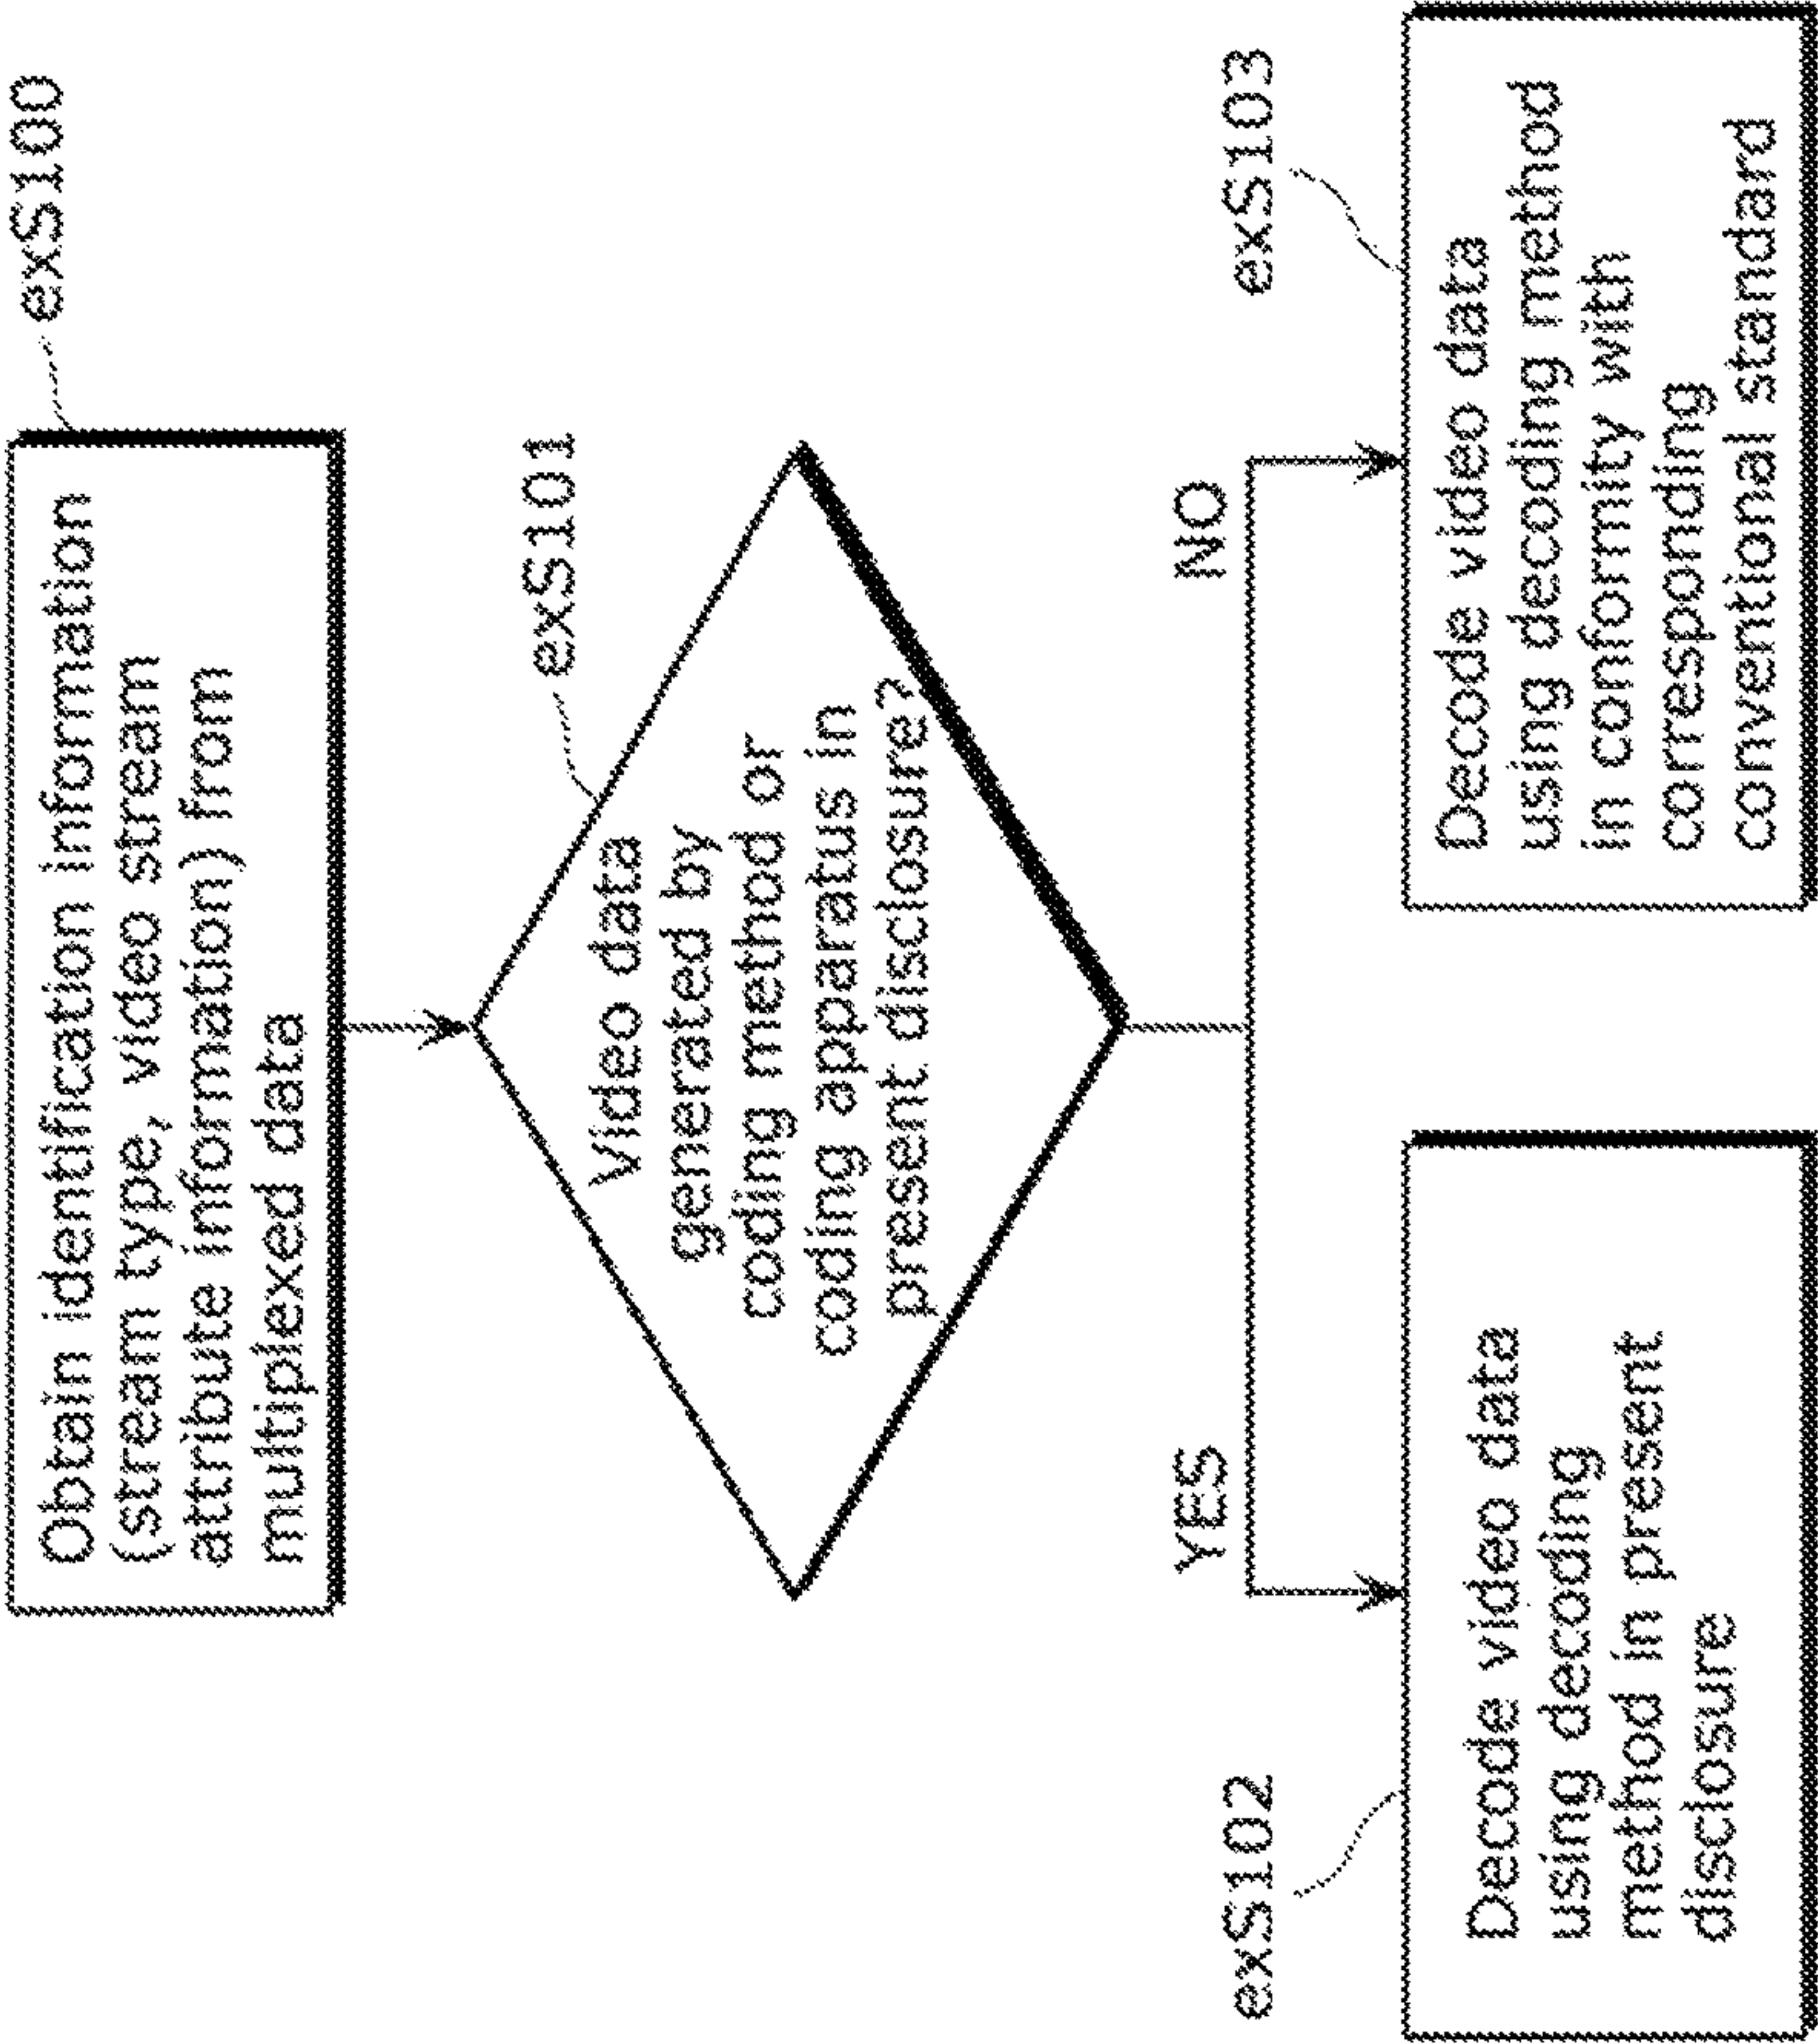 exS100
Obtain identification information
(stream type, video stream
attribute information) from
multiplexed data
exS101
Video data
generated by
coding method or
coding apparatus in
present disclosure?
YES
NO
exS102
Decode video data
using decoding
method in present
disclosure
exS103
Decode video data
using decoding method
in conformity with
corresponding
conventional standard